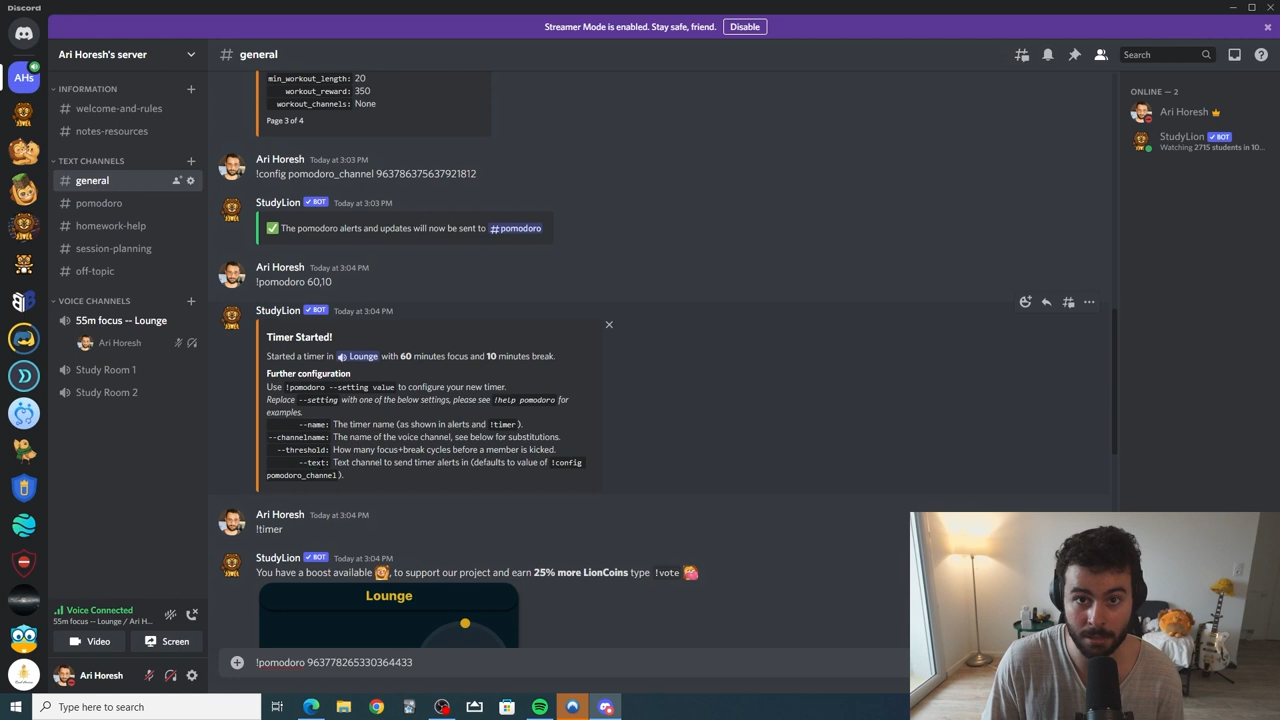 Discord
Streamer Mode is enabled. Stay safe, friend. Disable
Ari Horesh's server
general
Search
INFORMATION
welcome-and-rules
notes-resources
TEXT CHANNELS
general
pomodoro
homework-help
session-planning
off-topic
VOICE CHANNELS
55m focus -- Lounge
Ari Horesh
Study Room 1
Study Room 2
Voice Connected
55m focus -- Lounge / Ari H...
Video Screen
Ari Horesh
AHs
min_workout_length: 20
workout_reward: 350
workout_channels: None
Page 3 of 4
Ari Horesh Today at 3:03 PM
!config pomodoro_channel 963786375637921812
StudyLion BOT Today at 3:03 PM
The pomodoro alerts and updates will now be sent to #pomodoro
Ari Horesh Today at 3:04 PM
!pomodoro 60,10
StudyLion BOT Today at 3:04 PM
Timer Started!
Started a timer in Lounge with 60 minutes focus and 10 minutes break.
Further configuration
Use !pomodoro --setting value to configure your new timer.
Replace --setting with one of the below settings, please see !help pomodoro for
examples.
--name: The timer name (as shown in alerts and !timer).
--channelname: The name of the voice channel, see below for substitutions.
--threshold: How many focus+break cycles before a member is kicked.
--text: Text channel to send timer alerts in (defaults to value of !config
pomodoro_channel).
Ari Horesh Today at 3:04 PM
!timer
StudyLion BOT Today at 3:04 PM
You have a boost available, to support our project and earn 25% more LionCoins type !vote
Lounge
!pomodoro 963778265330364433
ONLINE — 2
Ari Horesh
StudyLion BOT
Watching 2715 students in 10...
Type here to search